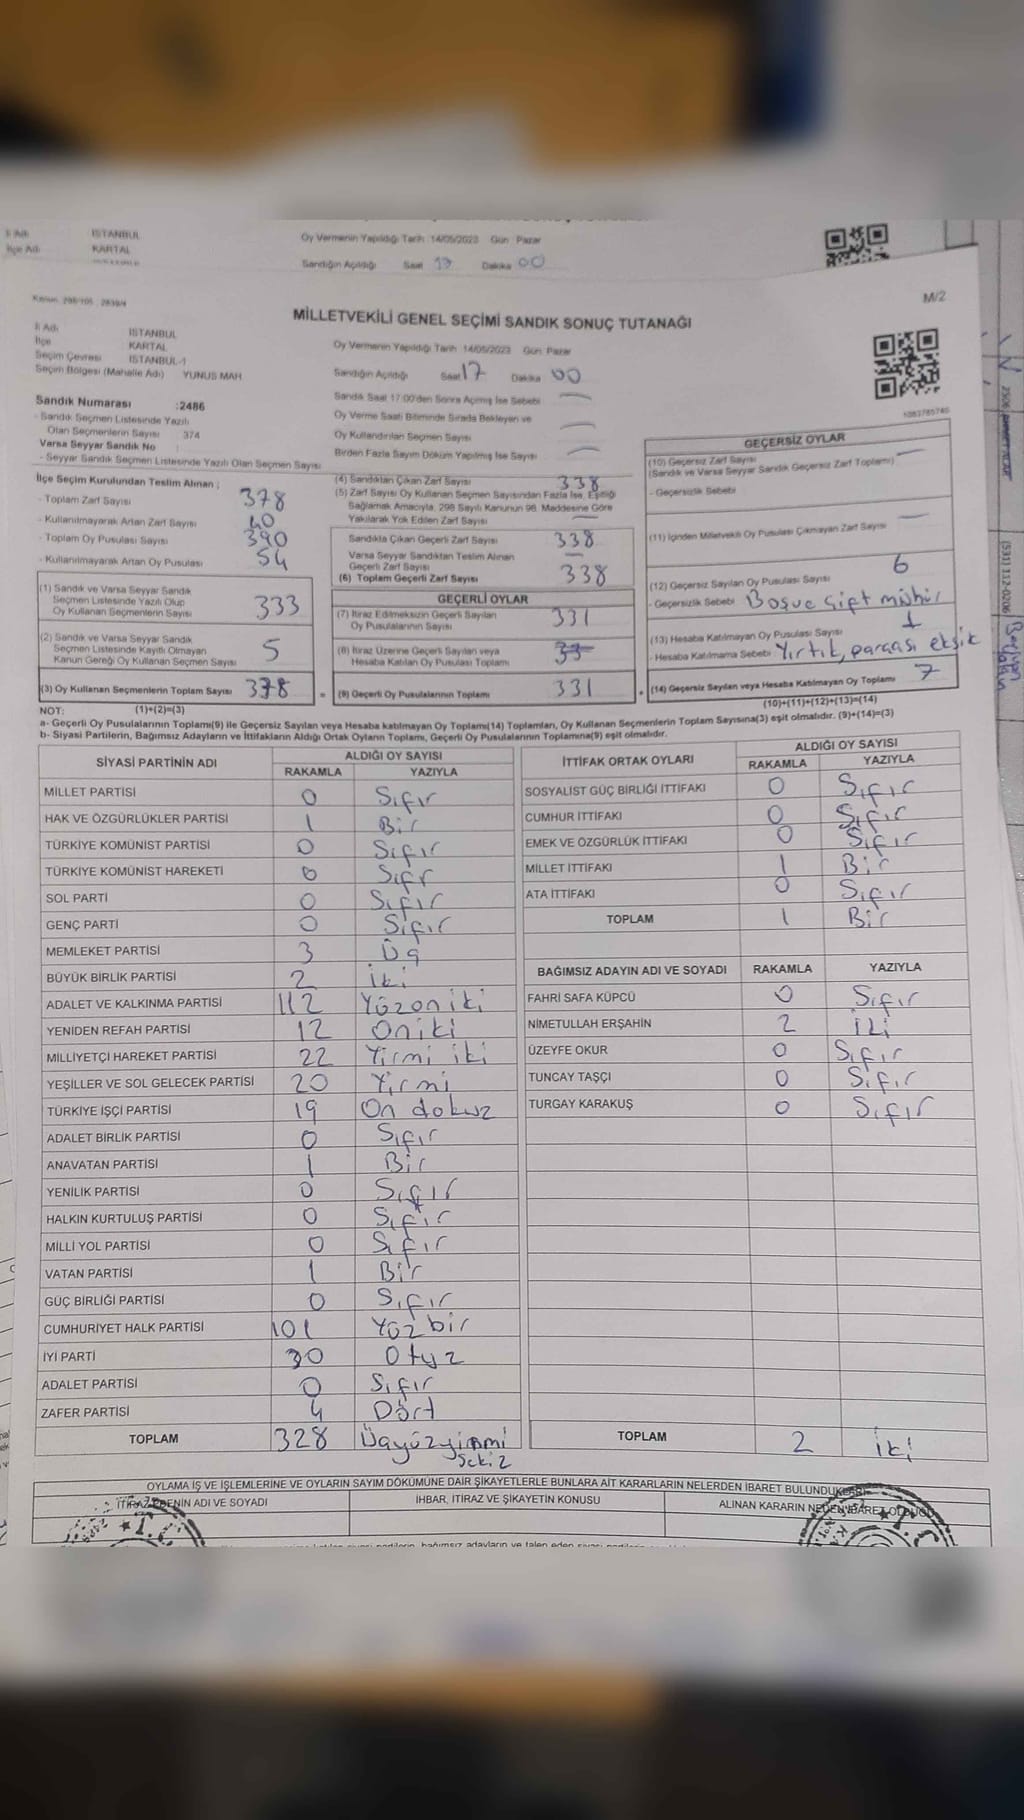 İl Adı İSTANBUL
İlçe Adı KARTAL
Oy Vermenin Yapıldığı Tarih :14/05/2023 Gün : Pazar
Sandığın Açıldığı Saat 17 Dakika 00
M/2
MİLLETVEKİLİ GENEL SEÇİMİ SANDIK SONUÇ TUTANAĞI
İl Adı İSTANBUL
İlçe KARTAL
Seçim Çevresi İSTANBUL-1
Seçim Bölgesi (Mahalle Adı) YUNUS MAH.
Oy Vermenin Yapıldığı Tarih :14/05/2023 Gün: Pazar
Sandığın Açıldığı Saat 17 Dakika 00
Sandık Saat 17:00'den Sonra Açılmış İse Sebebi
Oy Verme Saati Bitiminde Sırada Bekleyen ve
Oy Kullandırılan Seçmen Sayısı
Birden Fazla Sayım Döküm Yapılmış İse Sayısı
Sandık Numarası :2486
- Sandık Seçmen Listesinde Yazılı
Olan Seçmenlerin Sayısı : 374
Varsa Seyyar Sandık No
- Seyyar Sandık Seçmen Listesinde Yazılı Olan Seçmen Sayısı
İlçe Seçim Kurulundan Teslim Alınan ;
- Toplam Zarf Sayısı 378
- Kullanılmayarak Artan Zarf Sayısı 40
- Toplam Oy Pusulası Sayısı 390
- Kullanılmayarak Artan Oy Pusulası 54
(1) Sandık ve Varsa Seyyar Sandık
Seçmen Listesinde Yazılı Olup
Oy Kullanan Seçmenlerin Sayısı 333
(2) Sandık ve Varsa Seyyar Sandık
Seçmen Listesinde Kayıtlı Olmayan
Kanun Gereği Oy Kullanan Seçmen Sayısı 5
(3) Oy Kullanan Seçmenlerin Toplam Sayısı 378
(4) Sandıktan Çıkan Zarf Sayısı 338
(5) Zarf Sayısı Oy Kullanan Seçmen Sayısından Fazla İse, Eşitliği
Sağlamak Amacıyla, 298 Sayılı Kanunun 98. Maddesine Göre
Yakılarak Yok Edilen Zarf Sayısı
Sandıkta Çıkan Geçerli Zarf Sayısı 338
Varsa Seyyar Sandıktan Teslim Alınan
Geçerli Zarf Sayısı
(6) Toplam Geçerli Zarf Sayısı 338
GEÇERLİ OYLAR
(7) İtiraz Edilmeksizin Geçerli Sayılan
Oy Pusulalarının Sayısı 331
(8) İtiraz Üzerine Geçerli Sayılan veya
Hesaba Katılan Oy Pusulası Toplamı
= (9) Geçerli Oy Pusulalarının Toplamı 331
GEÇERSİZ OYLAR
(10) Geçersiz Zarf Sayısı
(Sandık ve Varsa Seyyar Sandık Geçersiz Zarf Toplamı)
- Geçersizlik Sebebi
(11) İçinden Milletvekili Oy Pusulası Çıkmayan Zarf Sayısı
(12) Geçersiz Sayılan Oy Pusulası Sayısı 6
- Geçersizlik Sebebi Boş ve çift mühür
(13) Hesaba Katılmayan Oy Pusulası Sayısı 1
- Hesaba Katılmama Sebebi Yırtık, parçası eksik
+ (14) Geçersiz Sayılan veya Hesaba Katılmayan Oy Toplamı 7
NOT: (1)+(2)=(3)
(10)+(11)+(12)+(13)=(14)
a- Geçerli Oy Pusulalarının Toplamı(9) ile Geçersiz Sayılan veya Hesaba katılmayan Oy Toplamı(14) Toplamları, Oy Kullanan Seçmenlerin Toplam Sayısına(3) eşit olmalıdır. (9)+(14)=(3)
b- Siyasi Partilerin, Bağımsız Adayların ve İttifakların Aldığı Ortak Oyların Toplamı, Geçerli Oy Pusulalarının Toplamına(9) eşit olmalıdır.
SİYASİ PARTİNİN ADI ALDIĞI OY SAYISI
RAKAMLA YAZIYLA
MİLLET PARTİSİ 0 Sıfır
HAK VE ÖZGÜRLÜKLER PARTİSİ 1 Bir
TÜRKİYE KOMÜNİST PARTİSİ 0 Sıfır
TÜRKİYE KOMÜNİST HAREKETİ 0 Sıfr
SOL PARTİ 0 Sıfır
GENÇ PARTİ 0 Sıfır
MEMLEKET PARTİSİ 3 Üç
BÜYÜK BİRLİK PARTİSİ 2 İki
ADALET VE KALKINMA PARTİSİ 112 Yüzoniki
YENİDEN REFAH PARTİSİ 12 Oniki
MİLLİYETÇİ HAREKET PARTİSİ 22 Yirmi iki
YEŞİLLER VE SOL GELECEK PARTİSİ 20 Yirmi
TÜRKİYE İŞÇİ PARTİSİ 19 On dokuz
ADALET BİRLİK PARTİSİ 0 Sıfır
ANAVATAN PARTİSİ 1 Bir
YENİLİK PARTİSİ 0 Sıfır
HALKIN KURTULUŞ PARTİSİ 0 Sıfır
MİLLİ YOL PARTİSİ 0 Sıfır
VATAN PARTİSİ 1 Bir
GÜÇ BİRLİĞİ PARTİSİ 0 Sıfır
CUMHURİYET HALK PARTİSİ 101 Yüz bir
İYİ PARTİ 30 Otuz
ADALET PARTİSİ 0 Sıfır
ZAFER PARTİSİ 4 Dört
TOPLAM 328 Üçyüzyirmi
sekiz
İTTİFAK ORTAK OYLARI ALDIĞI OY SAYISI
RAKAMLA YAZIYLA
SOSYALİST GÜÇ BİRLİĞİ İTTİFAKI 0 Sıfır
CUMHUR İTTİFAKI 0 Sıfır
EMEK VE ÖZGÜRLÜK İTTİFAKI 0 Sıfır
MİLLET İTTİFAKI 1 Bir
ATA İTTİFAKI 0 Sıfır
TOPLAM 1 Bir
BAĞIMSIZ ADAYIN ADI VE SOYADI RAKAMLA YAZIYLA
FAHRİ SAFA KÜPCÜ 0 Sıfır
NİMETULLAH ERŞAHİN 2 İki
ÜZEYFE OKUR 0 Sıfır
TUNCAY TAŞÇI 0 Sıfır
TURGAY KARAKUŞ 0 Sıfır
TOPLAM 2 İki
OYLAMA İŞ VE İŞLEMLERİNE VE OYLARIN SAYIM DÖKÜMÜNE DAİR ŞİKAYETLERLE BUNLARA AİT KARARLARIN NELERDEN İBARET BULUNDUKLARI
İTİRAZ EDENİN ADI VE SOYADI İHBAR, İTİRAZ VE ŞİKAYETİN KONUSU ALINAN KARARIN NEDEN İBARET OLDUĞU
T.C.